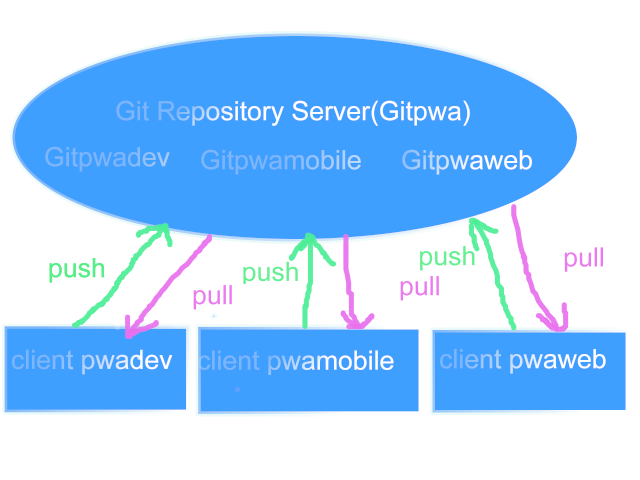 Git Repository Server(Gitpwa)
Gitpwadev Gitpwamobile Gitpwaweb
push pull push pull push pull
client pwadev client pwamobile client pwaweb